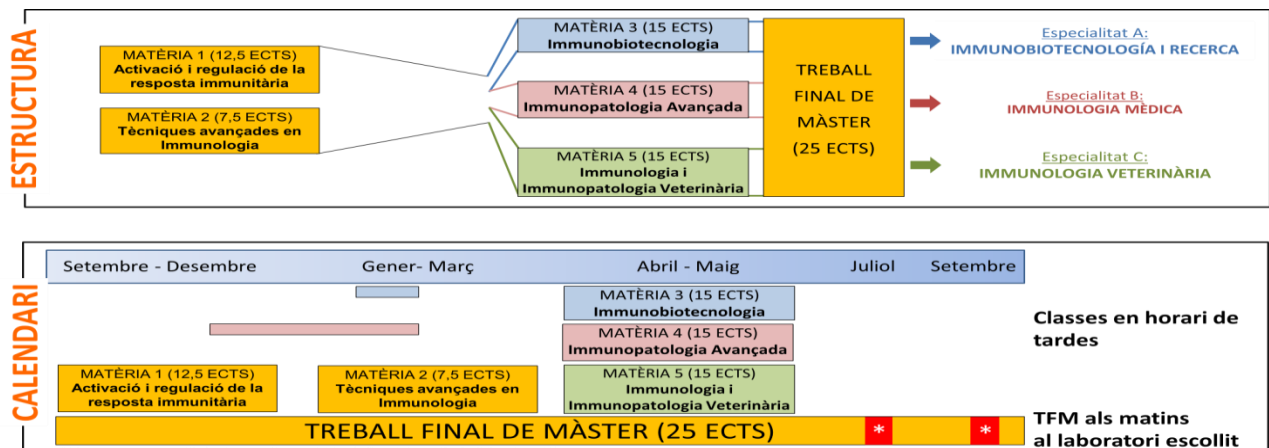 ESTRUCTURA
MATÈRIA 1 (12,5 ECTS)
Activació i regulació de la
resposta immunitària
MATÈRIA 2 (7,5 ECTS)
Tècniques avançades en
Immunologia
MATÈRIA 3 (15 ECTS)
Immunobiotecnologia
MATÈRIA 4 (15 ECTS)
Immunopatologia Avançada
MATÈRIA 5 (15 ECTS)
Immunologia i
Immunopatologia Veterinària
TREBALL
FINAL DE
MÀSTER
(25 ECTS)
Especialitat A:
IMMUNOBIOTECNOLOGÍA I RECERCA
Especialitat B:
IMMUNOLOGIA MÈDICA
Especialitat C:
IMMUNOLOGIA VETERINÀRIA
CALENDARI
Setembre - Desembre
Gener- Març
Abril - Maig
Juliol
Setembre
MATÈRIA 3 (15 ECTS)
Immunobiotecnologia
MATÈRIA 4 (15 ECTS)
Immunopatologia Avançada
MATÈRIA 1 (12,5 ECTS)
Activació i regulació de la
resposta immunitària
MATÈRIA 2 (7,5 ECTS)
Tècniques avançades en
Immunologia
MATÈRIA 5 (15 ECTS)
Immunologia i
Immunopatologia Veterinària
Classes en horari de
tardes
TREBALL FINAL DE MÀSTER (25 ECTS)
*
*
TFM als matins
al laboratori escollit